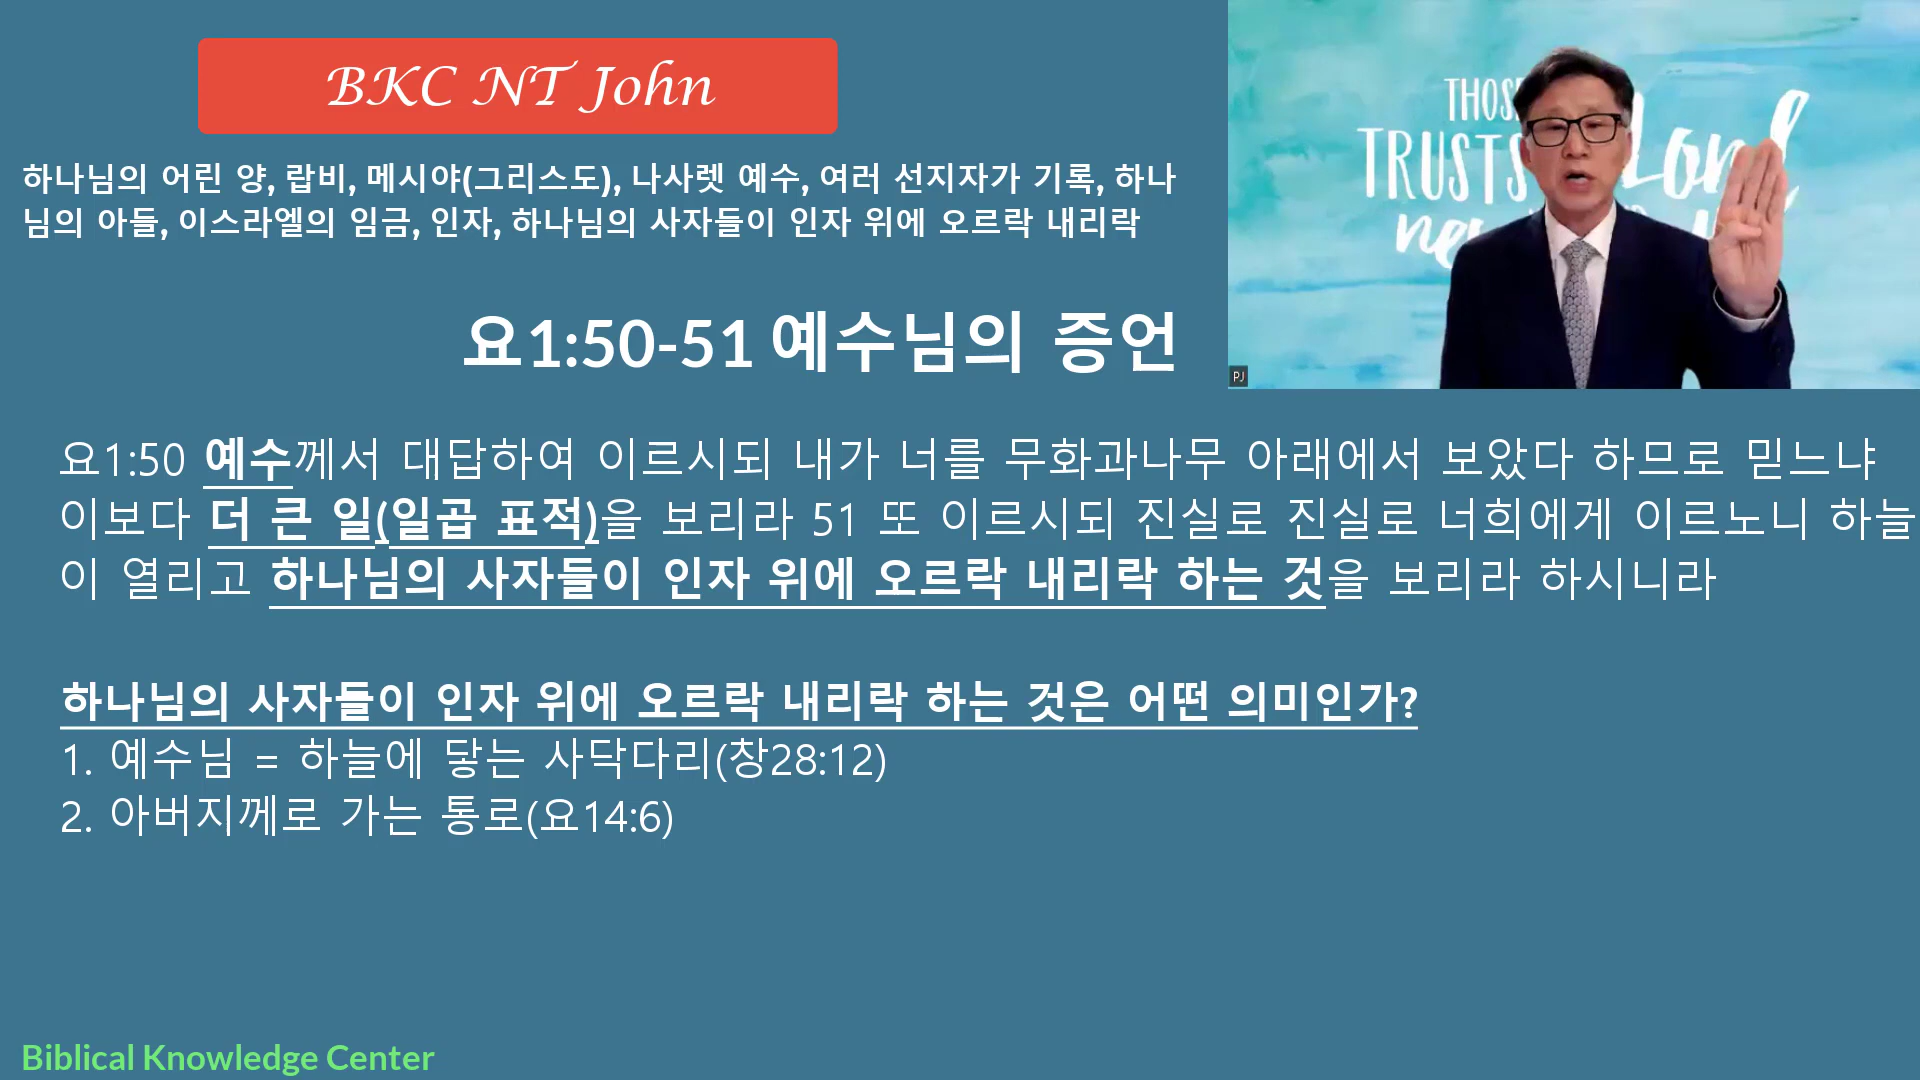 BKC NT John
하나님의 어린 양, 랍비, 메시야(그리스도), 나사렛 예수, 여러 선지자가 기록, 하나
님의 아들, 이스라엘의 임금, 인자, 하나님의 사자들이 인자 위에 오르락 내리락
THOSE
TRUSTS Lord
PJ
요1:50-51 예수님의 증언
요1:50 예수께서 대답하여 이르시되 내가 너를 무화과나무 아래에서 보았다 하므로 믿느냐
이보다 더 큰 일(일곱 표적)을 보리라 51 또 이르시되 진실로 진실로 너희에게 이르노니 하늘
이 열리고 하나님의 사자들이 인자 위에 오르락 내리락 하는 것을 보리라 하시니라
하나님의 사자들이 인자 위에 오르락 내리락 하는 것은 어떤 의미인가?
1. 예수님 = 하늘에 닿는 사닥다리(창28:12)
2. 아버지께로 가는 통로(요14:6)
Biblical Knowledge Center